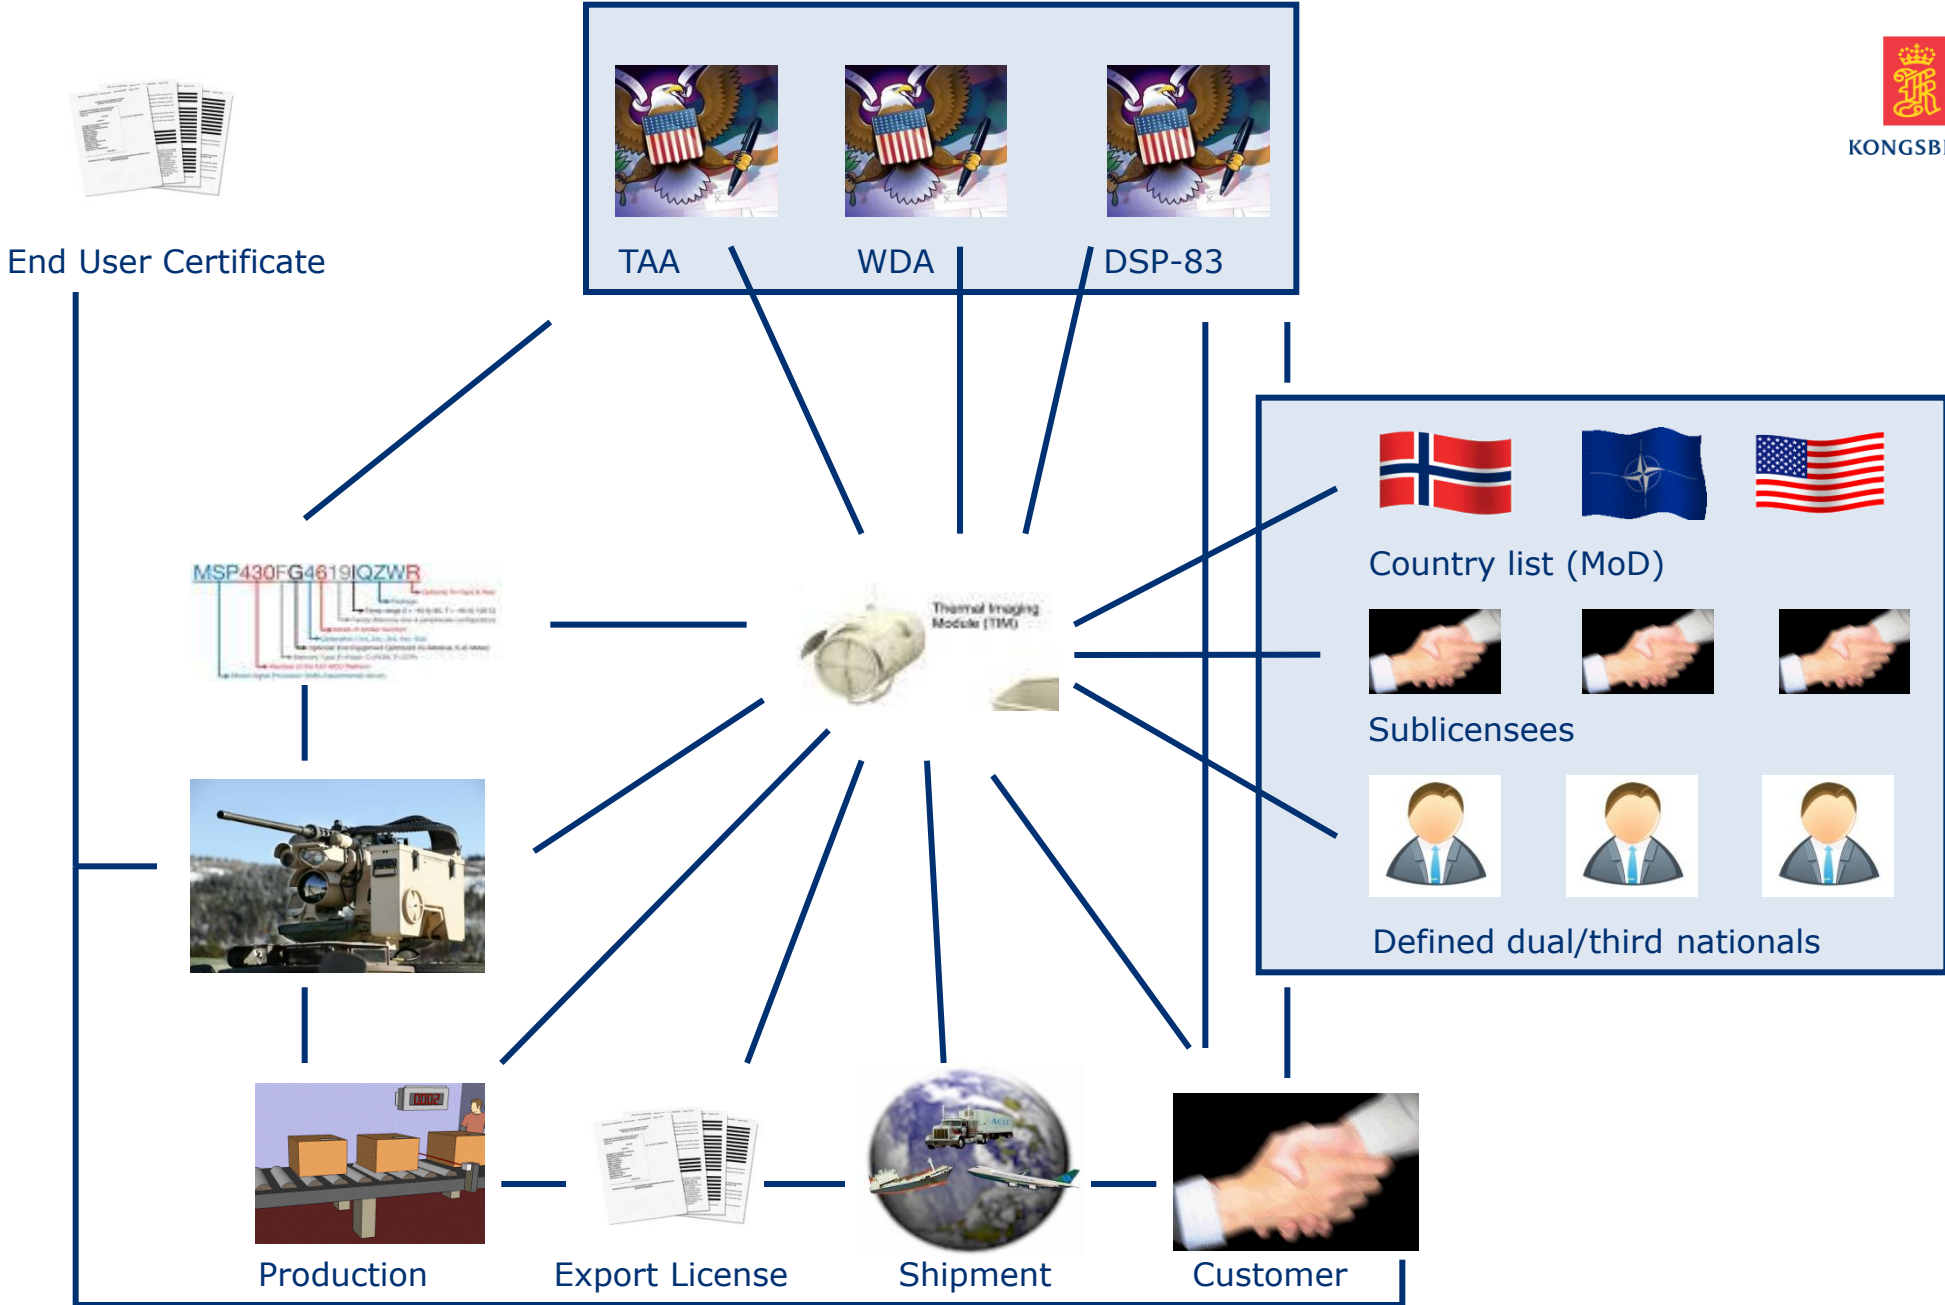 KONGSB
End User Certificate
TAA
WDA
DSP-83
Country list (MoD)
MSP430FG4619IQZWR
Thermal Imaging
Module (TIM)
Sublicensees
Defined dual/third nationals
0002
Production
Export License
Shipment
Customer